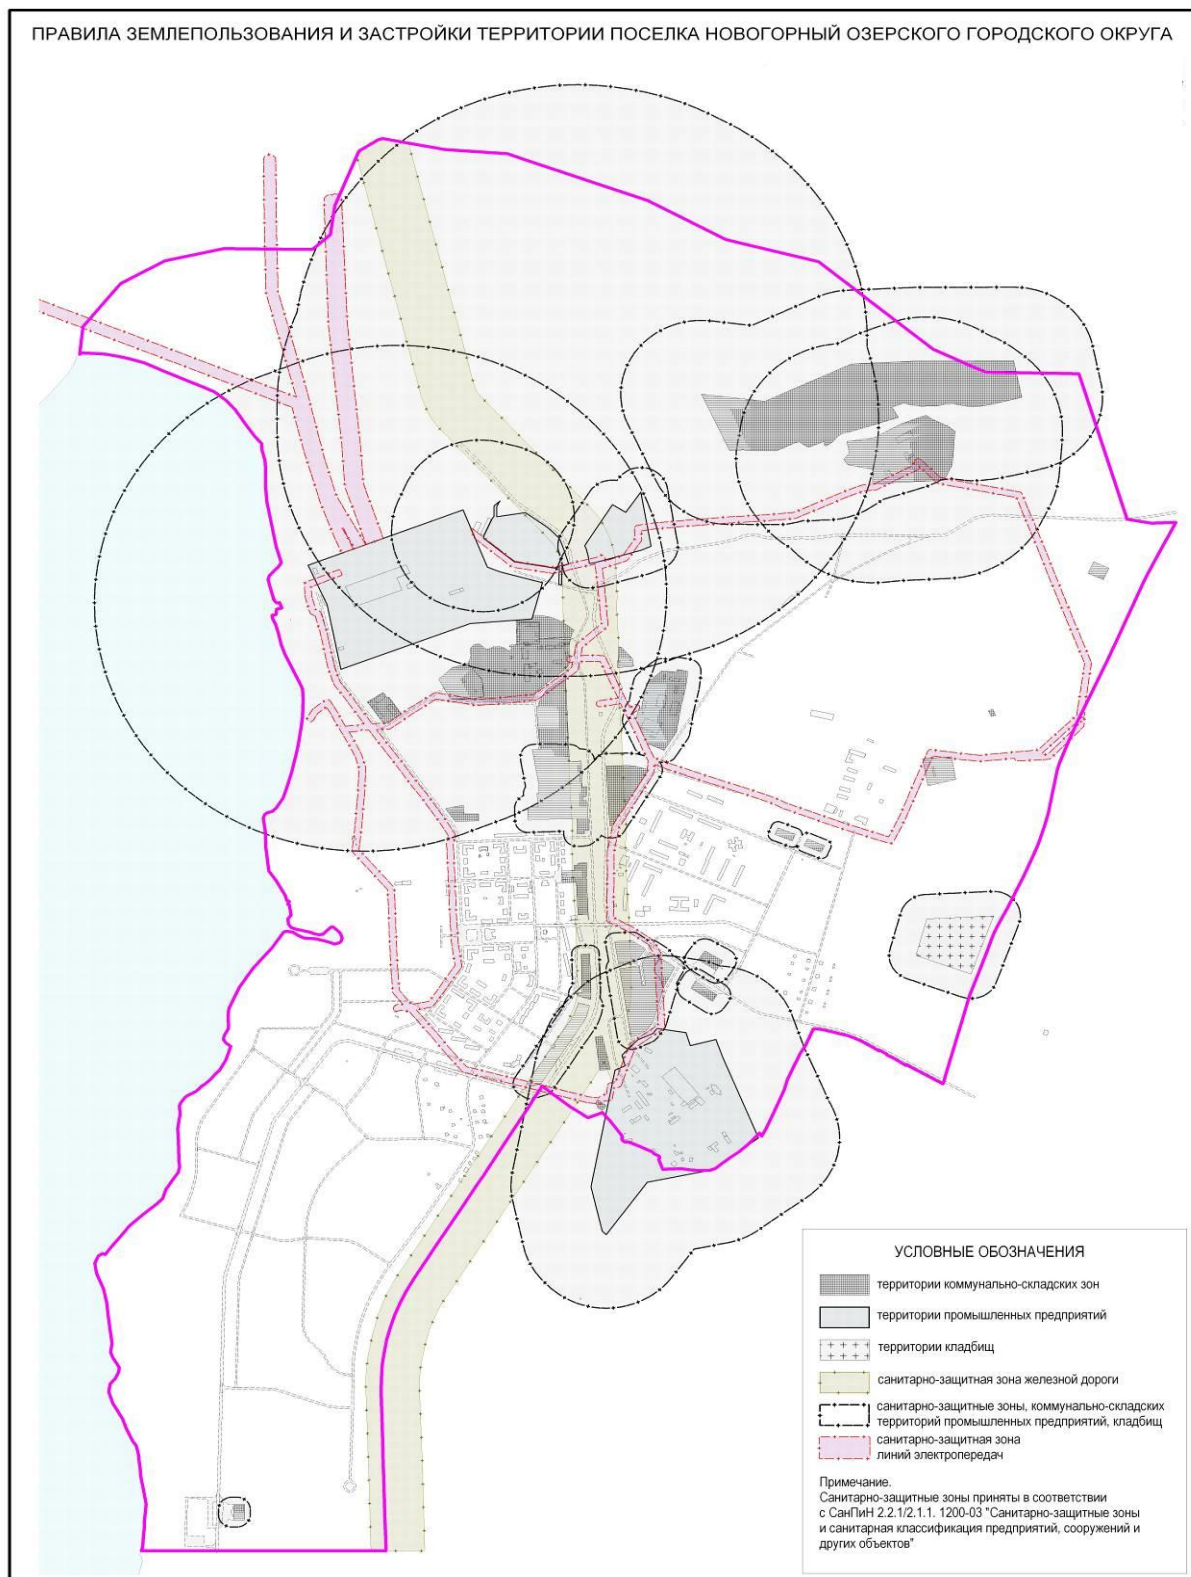 ПРАВИЛА ЗЕМЛЕПОЛЬЗОВАНИЯ И ЗАСТРОЙКИ ТЕРРИТОРИИ ПОСЕЛКА НОВОГОРНЫЙ ОЗЕРСКОГО ГОРОДСКОГО ОКРУГА
УСЛОВНЫЕ ОБОЗНАЧЕНИЯ
территории коммунально-складских зон
территории промышленных предприятий
территории кладбищ
санитарно-защитная зона железной дороги
санитарно-защитные зоны, коммунально-складских
территорий промышленных предприятий, кладбищ
санитарно-защитная зона
линий электропередач
Примечание.
Санитарно-защитные зоны приняты в соответствии
с СанПиН 2.2.1/2.1.1. 1200-03 "Санитарно-защитные зоны
и санитарная классификация предприятий, сооружений и
других объектов"